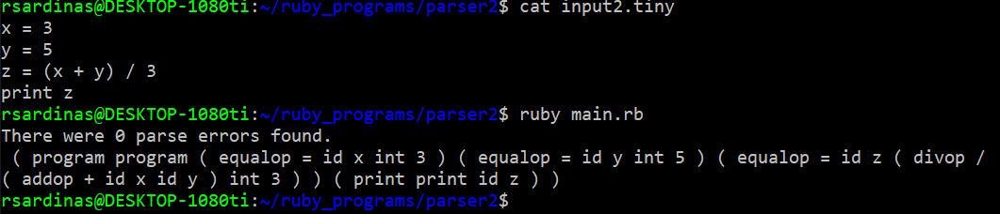 rsardinas@DESKTOP-1080ti:~/ruby_programs/parser2$ cat input2.tiny
x = 3
y = 5
z = (x + y) / 3
print z
rsardinas@DESKTOP-1080ti:~/ruby_programs/parser2$ ruby main.rb
There were 0 parse errors found.
 ( program program ( equalop = id x int 3 ) ( equalop = id y int 5 ) ( equalop = id z ( divop /
( addop + id x id y ) int 3 ) ) ( print print id z ) )
rsardinas@DESKTOP-1080ti:~/ruby_programs/parser2$